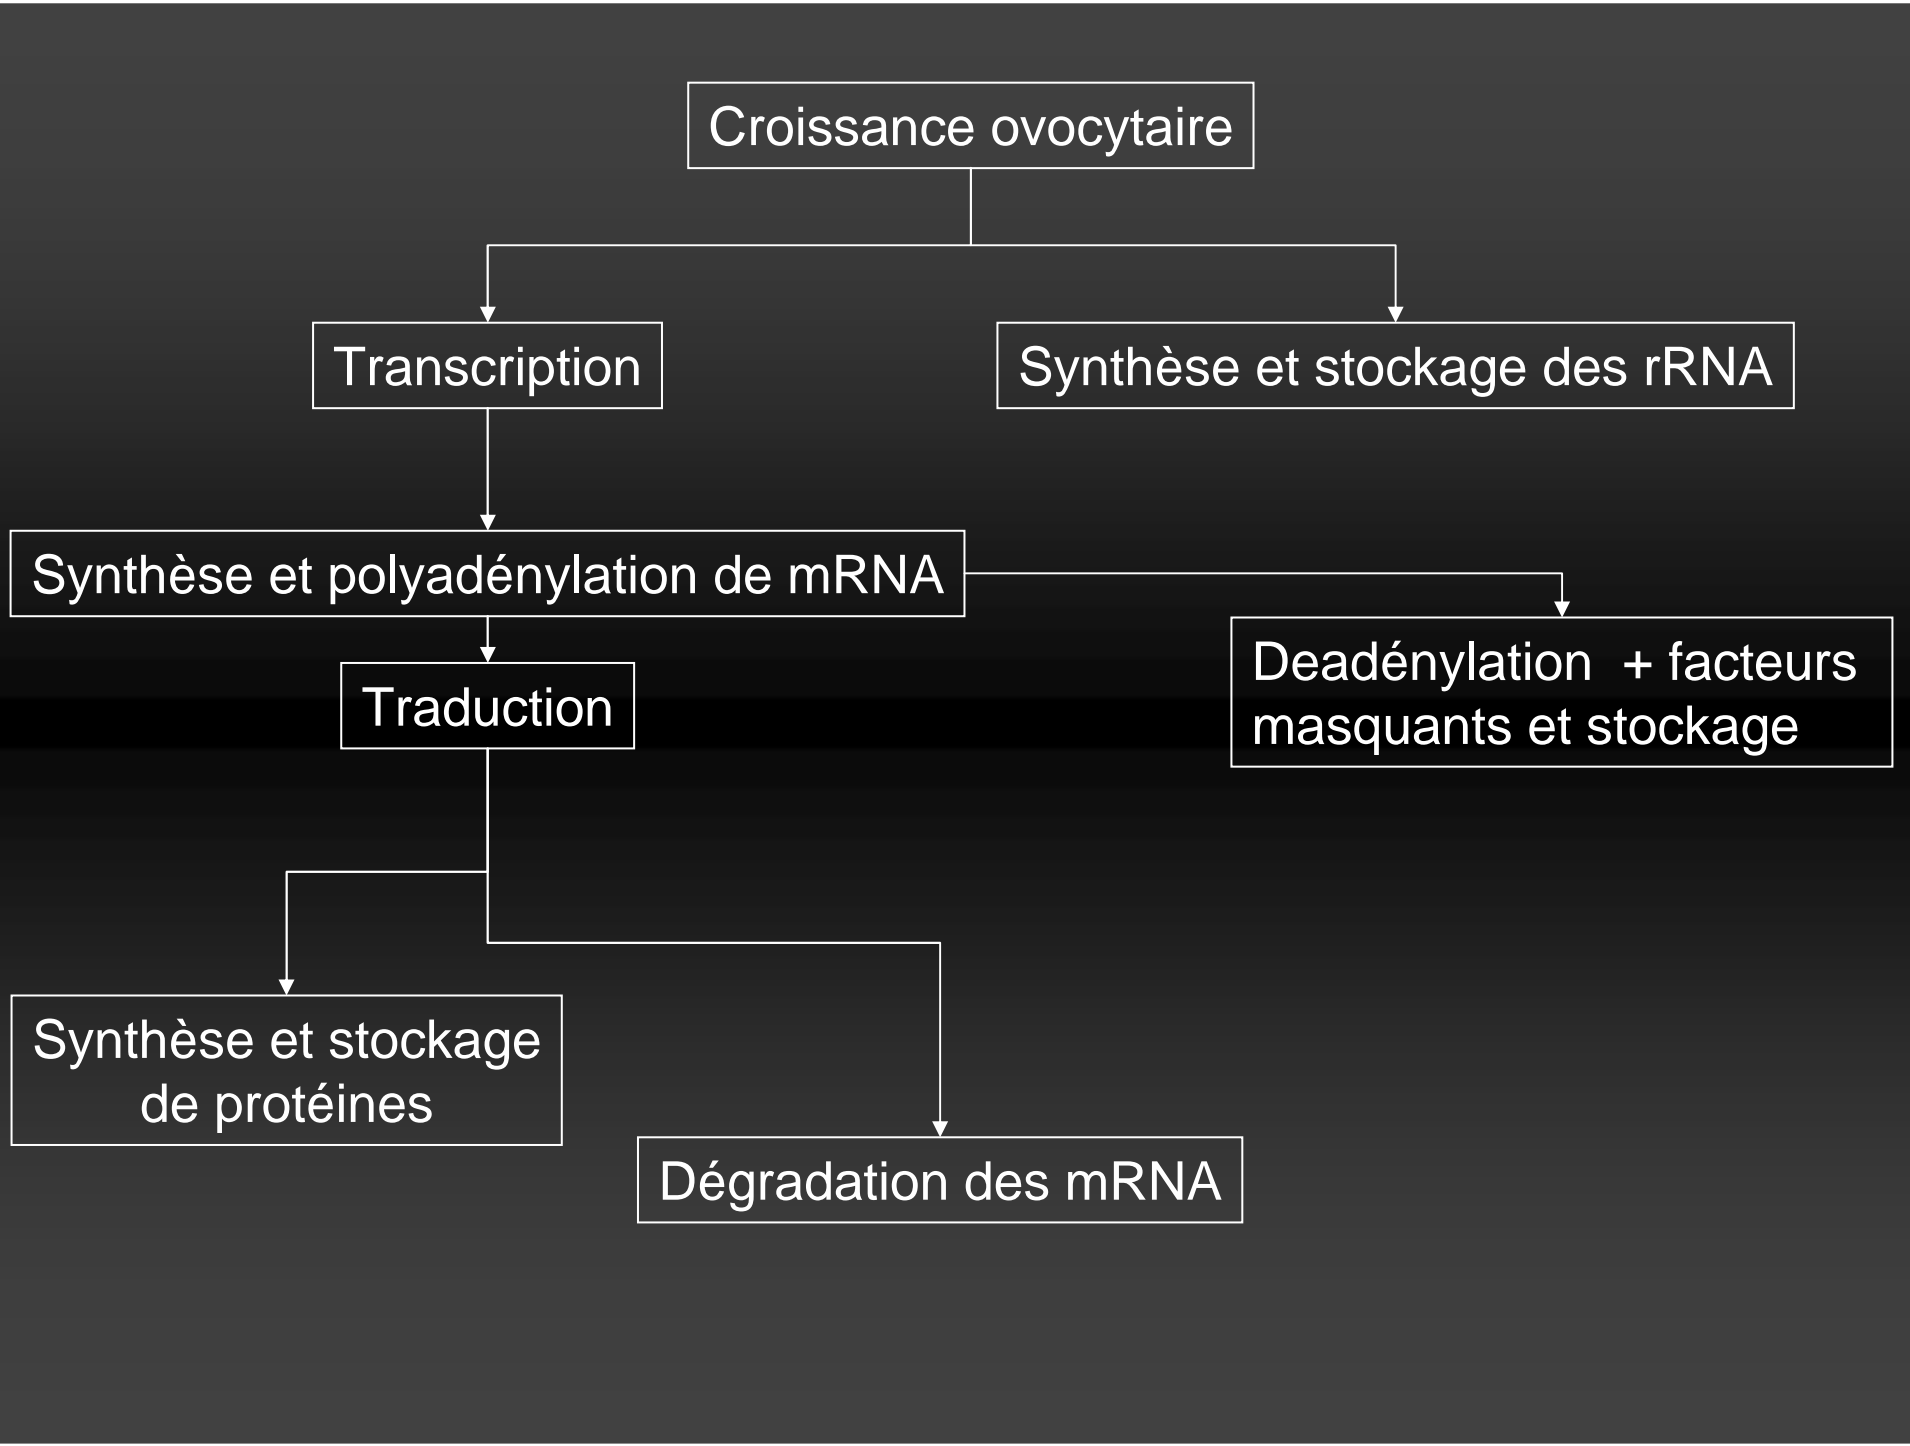 Croissance ovocytaire
Transcription
Synthèse et stockage des rRNA
Synthèse et polyadénylation de mRNA
Deadénylation  + facteurs
masquants et stockage
Traduction
Synthèse et stockage
de protéines
Dégradation des mRNA